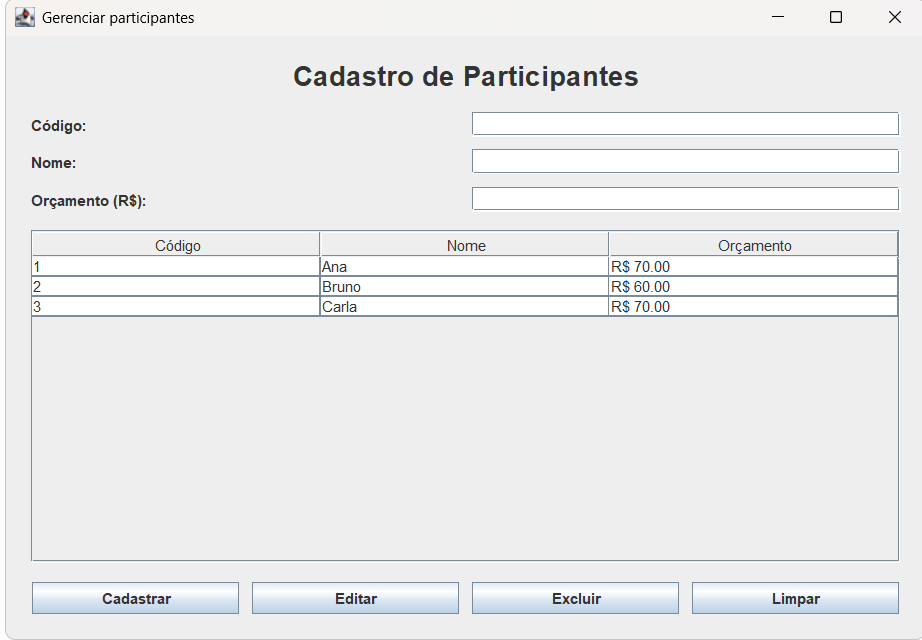 Gerenciar participantes
Cadastro de Participantes
Código:
Nome:
Orçamento (R$):
Código Nome Orçamento
1 Ana R$ 70.00
2 Bruno R$ 60.00
3 Carla R$ 70.00
Cadastrar Editar Excluir Limpar